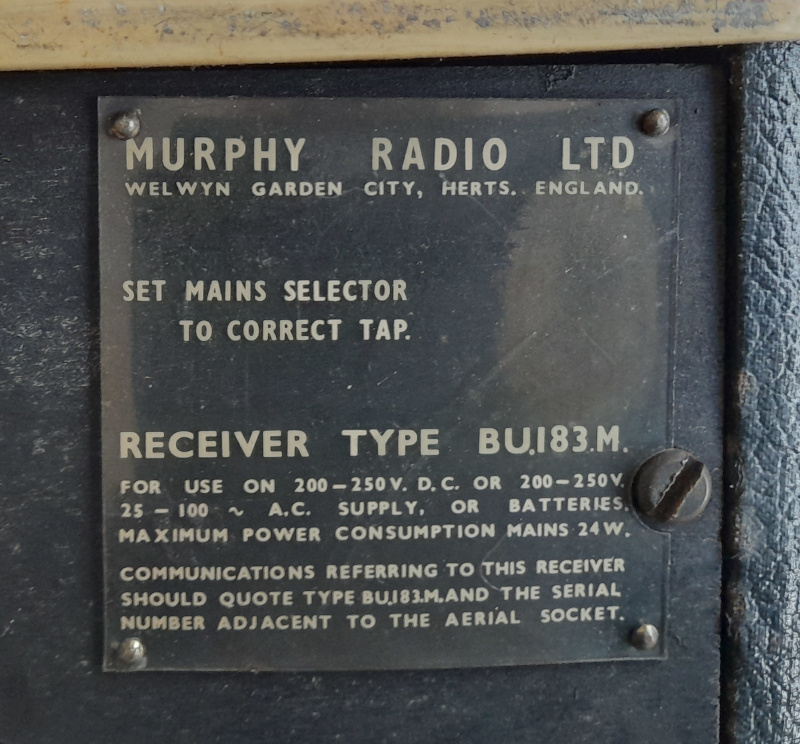 MURPHY RADIO LTD
WELWYN GARDEN CITY, HERTS. ENGLAND.
SET MAINS SELECTOR
TO CORRECT TAP.
RECEIVER TYPE BU.183.M.
FOR USE ON 200–250V. D.C. OR 200–250V.
25 – 100 ~ A.C. SUPPLY, OR BATTERIES.
MAXIMUM POWER CONSUMPTION MAINS 24W.
COMMUNICATIONS REFERRING TO THIS RECEIVER
SHOULD QUOTE TYPE BU.183.M. AND THE SERIAL
NUMBER ADJACENT TO THE AERIAL SOCKET.